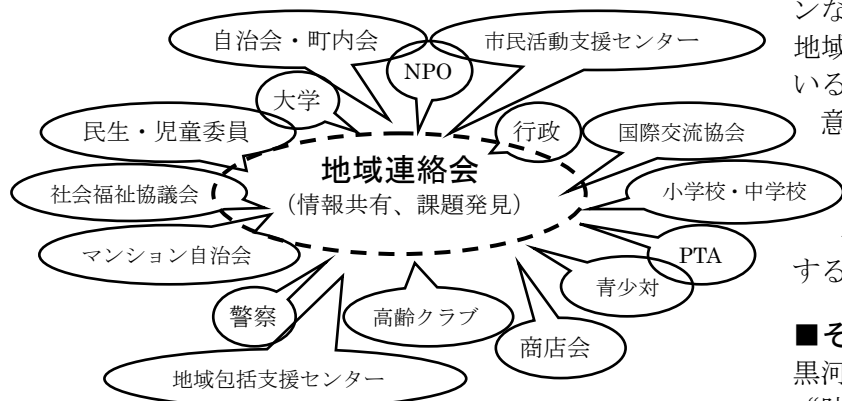 自治会・町内会
市民活動支援センター
NPO
大学
民生・児童委員
行政
国際交流協会
地域連絡会
(情報共有、課題発見)
社会福祉協議会
小学校・中学校
マンション自治会
PTA
青少対
警察
高齢クラブ
商店会
地域包括支援センター
ンな
地域
いる
意
する
■そ
黒河